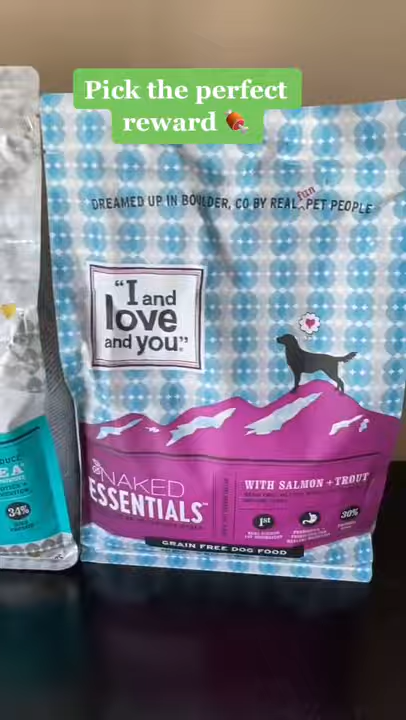 Pick the perfect
reward 🍖
DREAMED UP IN BOULDER, CO BY REAL fun PET PEOPLE
"I and
love
and you"
NAKED
ESSENTIALS
WITH SALMON + TROUT
1st
30%
GRAIN FREE DOG FOOD
34%